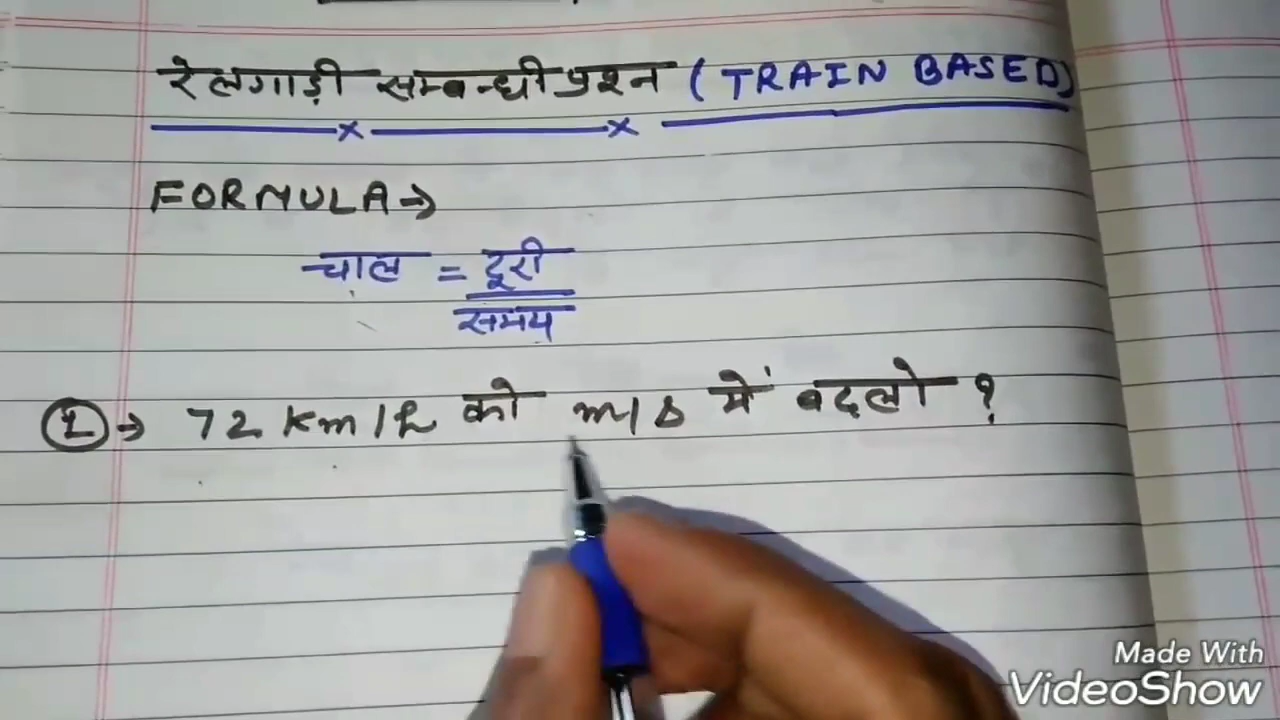 रेलगाड़ी सम्बन्धी प्रश्न (TRAIN BASED)
FORMULA→
चाल = दूरी
समय
1 → 72 Km/h को m/s में बदलो ?
Made With
VideoShow